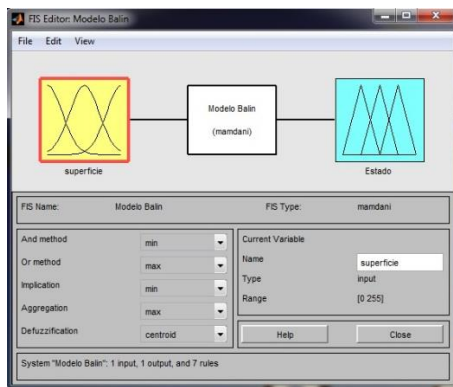 FIS Editor: Modelo Balin
File Edit View
Modelo Balin
(mamdani)
superficie
Estado
FIS Name: Modelo Balin FIS Type: mamdani
And method min
Or method max
Implication min
Aggregation max
Defuzzification centroid
Current Variable
Name superficie
Type input
Range [0 255]
Help Close
System "Modelo Balin": 1 input, 1 output, and 7 rules